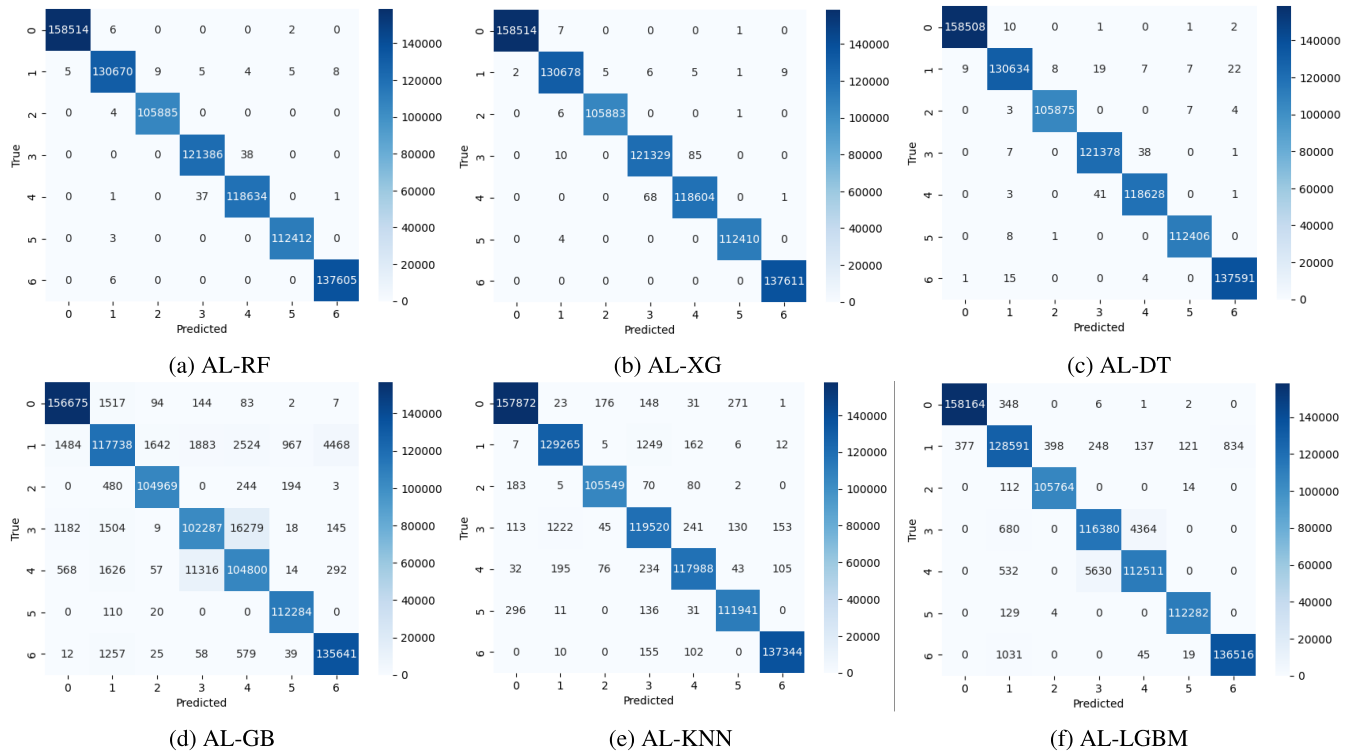 0 158514 6 0 0 0 2 0
1 5 130670 9 5 4 5 8
2 0 4 105885 0 0 0 0
3 0 0 0 121386 38 0 0
4 0 1 0 37 118634 0 1
5 0 3 0 0 0 112412 0
6 0 6 0 0 0 0 137605
0 1 2 3 4 5 6
Predicted
True
140000
120000
100000
80000
60000
40000
20000
0
(a) AL-RF
0 158514 7 0 0 0 1 0
1 2 130678 5 6 5 1 9
2 0 6 105883 0 0 1 0
3 0 10 0 121329 85 0 0
4 0 0 0 68 118604 0 1
5 0 4 0 0 0 112410 0
6 0 0 0 0 0 0 137611
0 1 2 3 4 5 6
Predicted
True
140000
120000
100000
80000
60000
40000
20000
0
(b) AL-XG
0 158508 10 0 1 0 1 2
1 9 130634 8 19 7 7 22
2 0 3 105875 0 0 7 4
3 0 7 0 121378 38 0 1
4 0 3 0 41 118628 0 1
5 0 8 1 0 0 112406 0
6 1 15 0 0 4 0 137591
0 1 2 3 4 5 6
Predicted
True
140000
120000
100000
80000
60000
40000
20000
0
(c) AL-DT
0 156675 1517 94 144 83 2 7
1 1484 117738 1642 1883 2524 967 4468
2 0 480 104969 0 244 194 3
3 1182 1504 9 102287 16279 18 145
4 568 1626 57 11316 104800 14 292
5 0 110 20 0 0 112284 0
6 12 1257 25 58 579 39 135641
0 1 2 3 4 5 6
Predicted
True
140000
120000
100000
80000
60000
40000
20000
0
(d) AL-GB
0 157872 23 176 148 31 271 1
1 7 129265 5 1249 162 6 12
2 183 5 105549 70 80 2 0
3 113 1222 45 119520 241 130 153
4 32 195 76 234 117988 43 105
5 296 11 0 136 31 111941 0
6 0 10 0 155 102 0 137344
0 1 2 3 4 5 6
Predicted
True
140000
120000
100000
80000
60000
40000
20000
0
(e) AL-KNN
0 158164 348 0 6 1 2 0
1 377 128591 398 248 137 121 834
2 0 112 105764 0 0 14 0
3 0 680 0 116380 4364 0 0
4 0 532 0 5630 112511 0 0
5 0 129 4 0 0 112282 0
6 0 1031 0 0 45 19 136516
0 1 2 3 4 5 6
Predicted
True
140000
120000
100000
80000
60000
40000
20000
0
(f) AL-LGBM